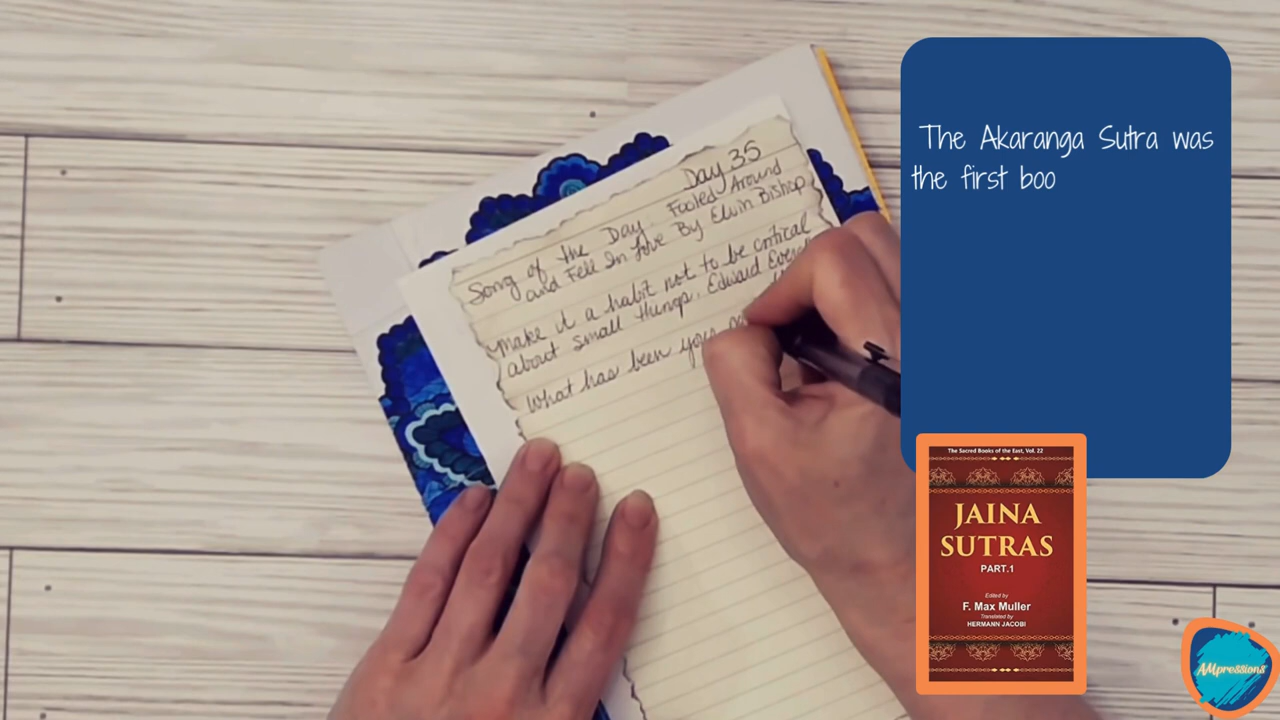 Day 35
Song of the Day. Fooled Around
and Fell In Love By Elvin Bishop
make it a habit not to be critical
about small things. Edward
What has been your
The Akaranga Sutra was
the first boo
The Sacred Books of the East, Vol. 22
JAINA
SUTRAS
PART.1
Edited by
F. Max Muller
Translated by
HERMANN JACOBI
AMpressions